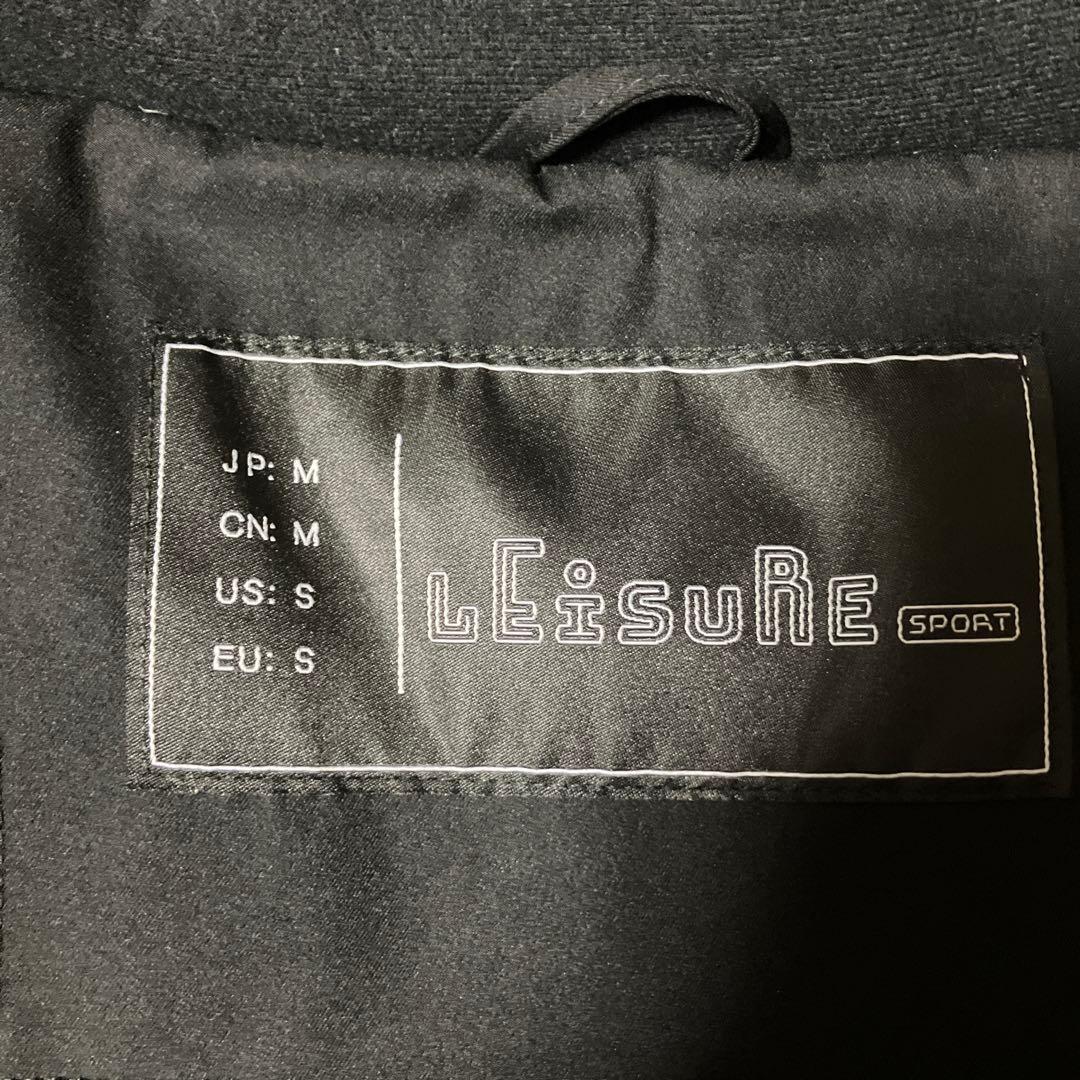 JP: M
CN: M
US: S
EU: S
LEisuRE SPORT